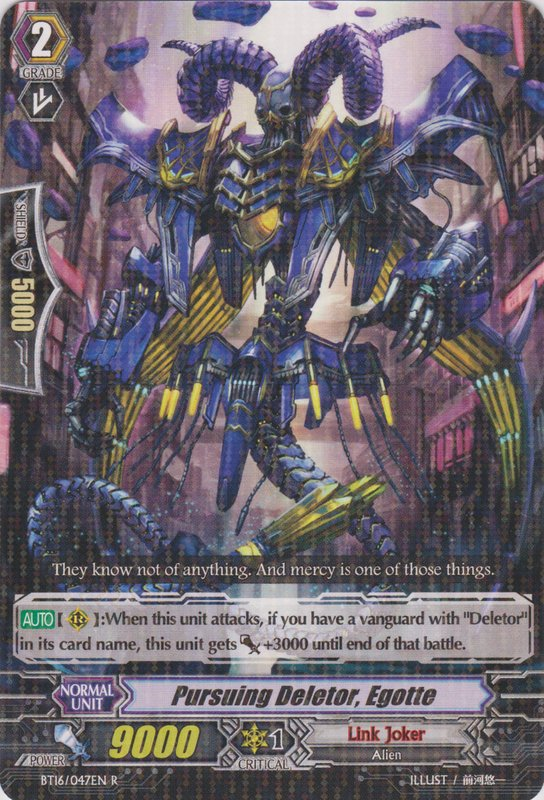 2
GRADE
SHIELD
5000
They know not of anything. And mercy is one of those things.
AUTO 【 R 】:When this unit attacks, if you have a vanguard with "Deletor"
in its card name, this unit gets +3000 until end of that battle.
NORMAL
UNIT
Pursuing Deletor, Egotte
POWER
9000
1
CRITICAL
Link Joker
Alien
BT16/047EN R
ILLUST / 前河悠一